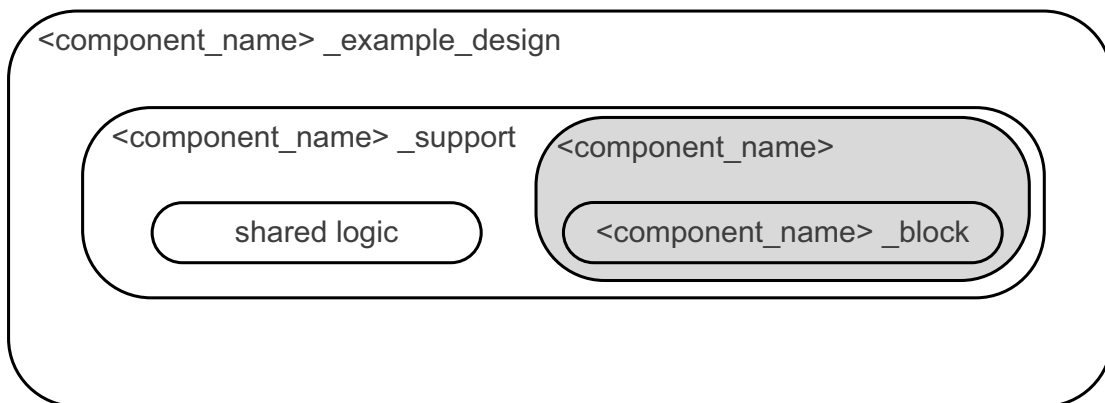 <component_name> _example_design
<component_name> _support
<component_name>
shared logic
<component_name> _block